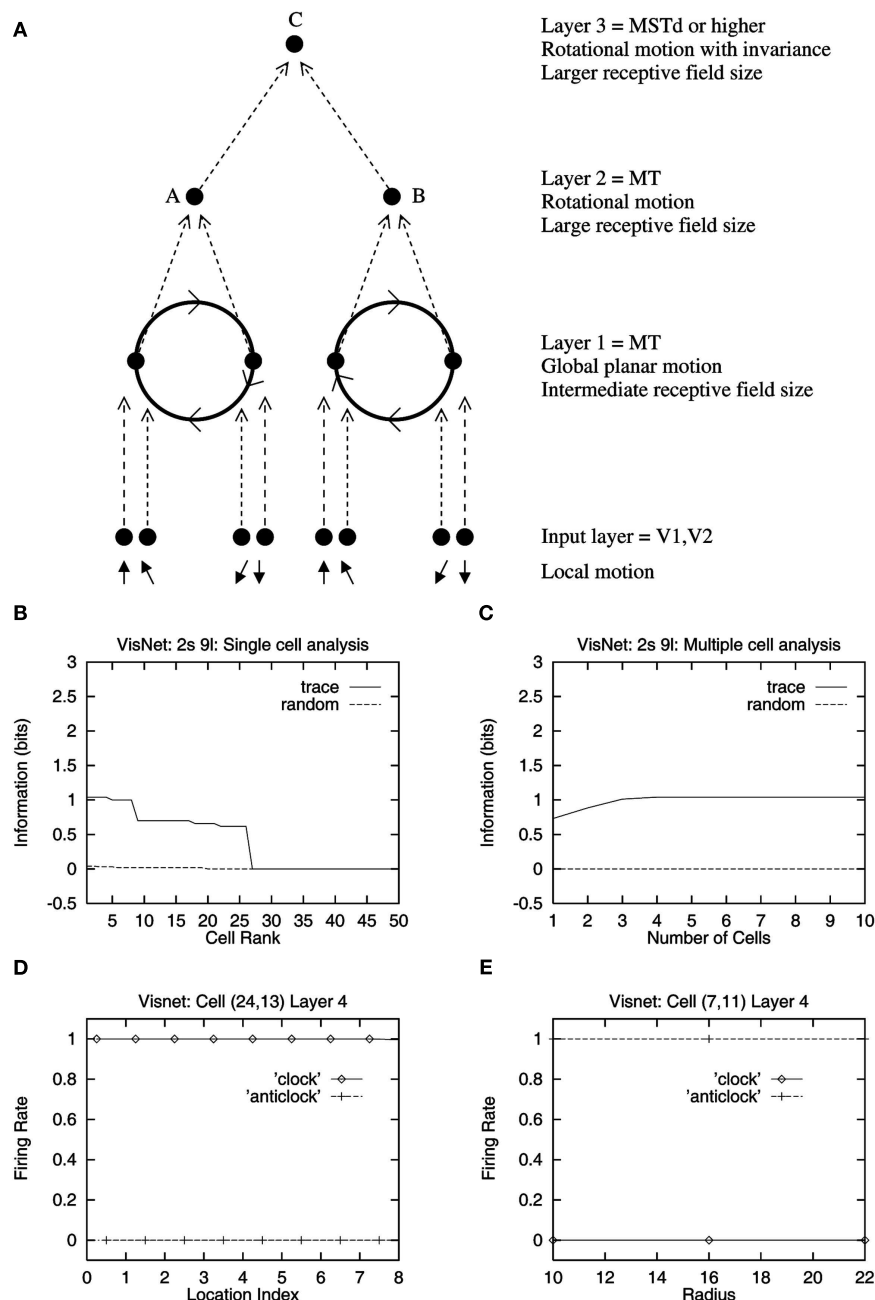 A
C
Layer 3 = MSTd or higher
Rotational motion with invariance
Larger receptive field size
A
B
Layer 2 = MT
Rotational motion
Large receptive field size
Layer 1 = MT
Global planar motion
Intermediate receptive field size
Input layer = V1,V2
Local motion
B
VisNet: 2s 9l: Single cell analysis
3
2.5
2
1.5
1
0.5
0
-0.5
Information (bits)
trace
random
5 10 15 20 25 30 35 40 45 50
Cell Rank
C
VisNet: 2s 9l: Multiple cell analysis
3
2.5
2
1.5
1
0.5
0
-0.5
Information (bits)
trace
random
1 2 3 4 5 6 7 8 9 10
Number of Cells
D
Visnet: Cell (24,13) Layer 4
1
0.8
0.6
0.4
0.2
0
Firing Rate
'clock'
'anticlock'
0 1 2 3 4 5 6 7 8
Location Index
E
Visnet: Cell (7,11) Layer 4
1
0.8
0.6
0.4
0.2
0
Firing Rate
'clock'
'anticlock'
10 12 14 16 18 20 22
Radius